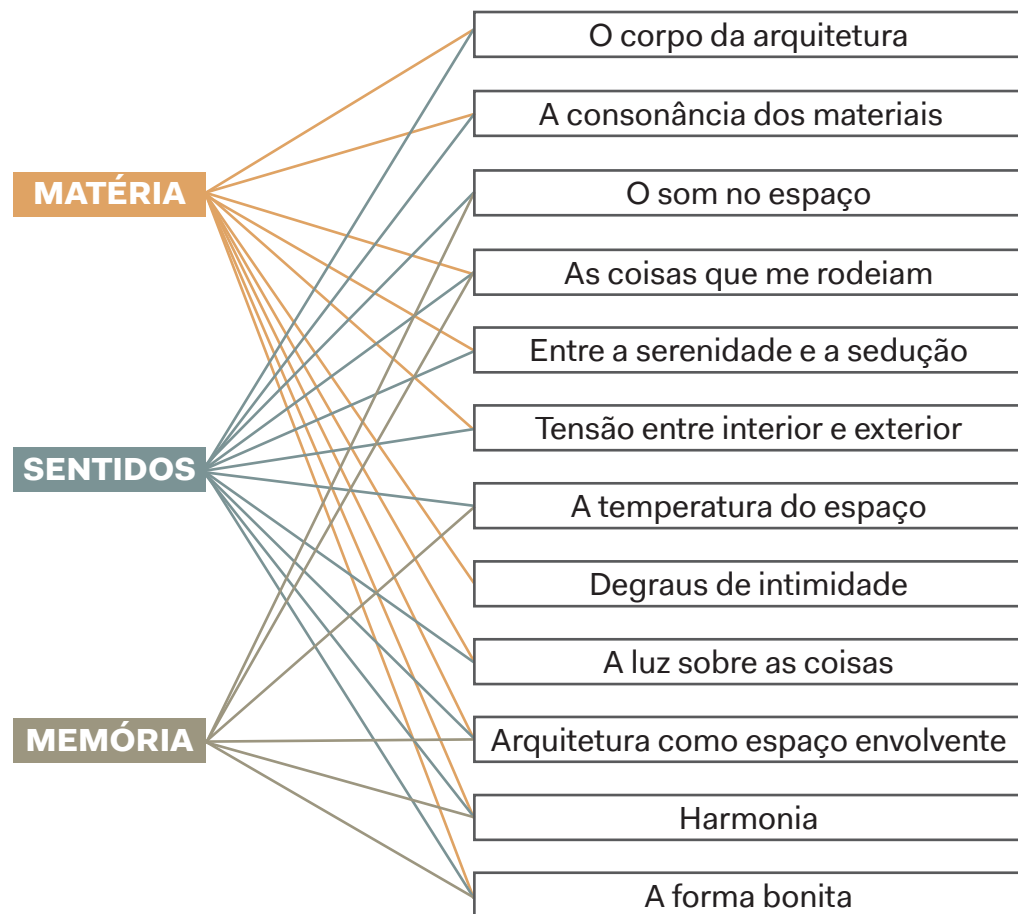 MATÉRIA
SENTIDOS
MEMÓRIA
O corpo da arquitetura
A consonância dos materiais
O som no espaço
As coisas que me rodeiam
Entre a serenidade e a sedução
Tensão entre interior e exterior
A temperatura do espaço
Degraus de intimidade
A luz sobre as coisas
Arquitetura como espaço envolvente
Harmonia
A forma bonita